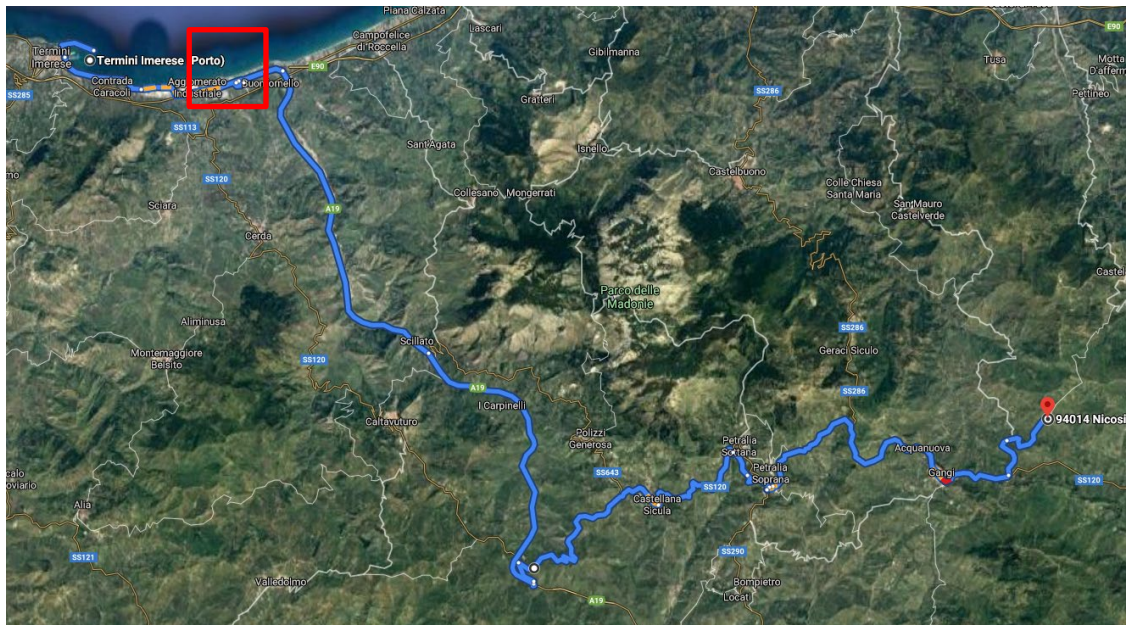 Piana Calzata
Lascari
Campofelice
di Roccella
E90
Termini
Imerese
Termini Imerese (Porto)
Gibilmanna
Tusa
Motta
D'afferm
Contrada
Caracoli
Agglomerato
Industriale
Buonfornello
E90
SS285
SS286
Pettineo
Gratteri
SS113
Sant'Agata
Isnello
Castelbuono
SS120
Collesano
Mongerrati
Colle Chiesa
Santa Maria
San Mauro
Castelverde
Sciara
A19
Cerda
Castel
Parco delle
Madonie
Aliminusa
SS286
Scillato
Geraci Siculo
Montemaggiore
Belsito
SS120
A19
SS286
I Carpinelli
Caltavuturo
94014 Nicosi
Polizzi
Generosa
Petralia
Sottana
Acquanuova
Petralia
Soprana
Gangi
SS643
SS120
SS120
Castellana
Sicula
Alia
SS121
SS290
Valledolmo
Bompietro
Locati
A19